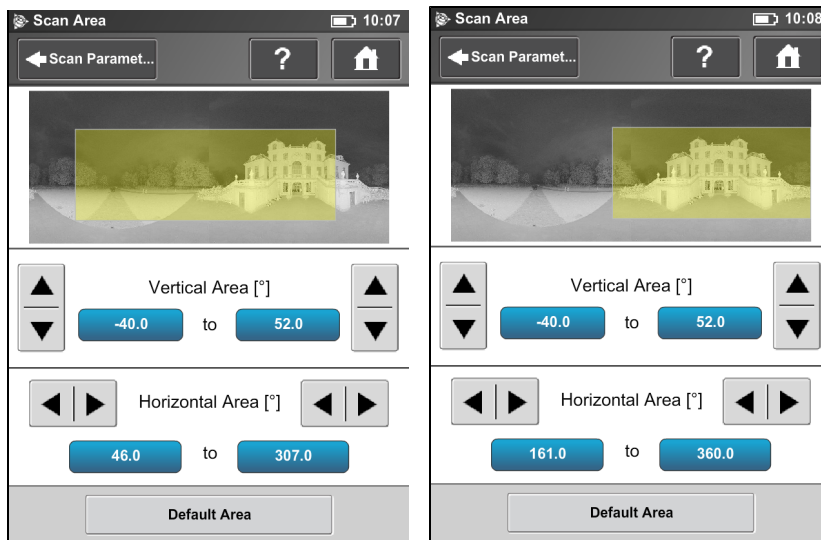 Scan Area 10:07
Scan Paramet... ?
Vertical Area [°]
-40.0 to 52.0
Horizontal Area [°]
46.0 to 307.0
Default Area
Scan Area 10:08
Scan Paramet... ?
Vertical Area [°]
-40.0 to 52.0
Horizontal Area [°]
161.0 to 360.0
Default Area